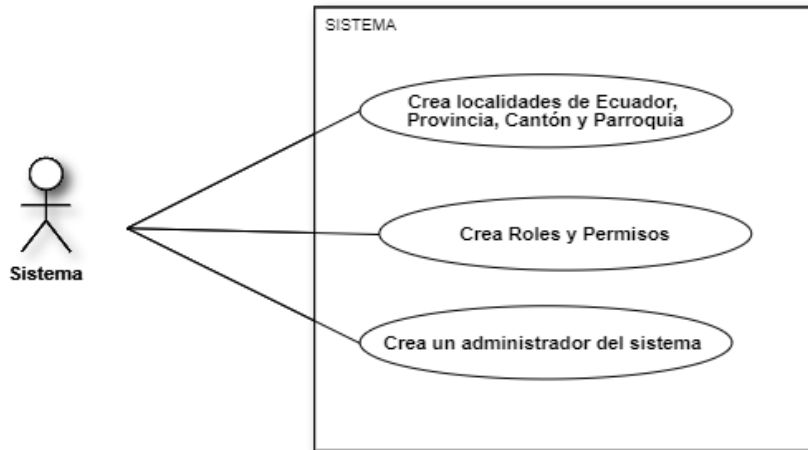 SISTEMA
Crea localidades de Ecuador,
Provincia, Cantón y Parroquia
Crea Roles y Permisos
Sistema
Crea un administrador del sistema